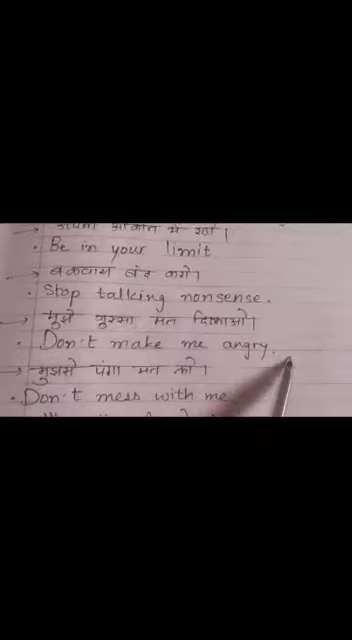 → अपनी औकात में रहो।
• Be in your limit
→ बकवास बंद करो।
• Stop talking nonsense.
→ मुझे गुस्सा मत दिलाओ।
• Don't make me angry.
→ मुझसे पंगा मत लो।
• Don't mess with me